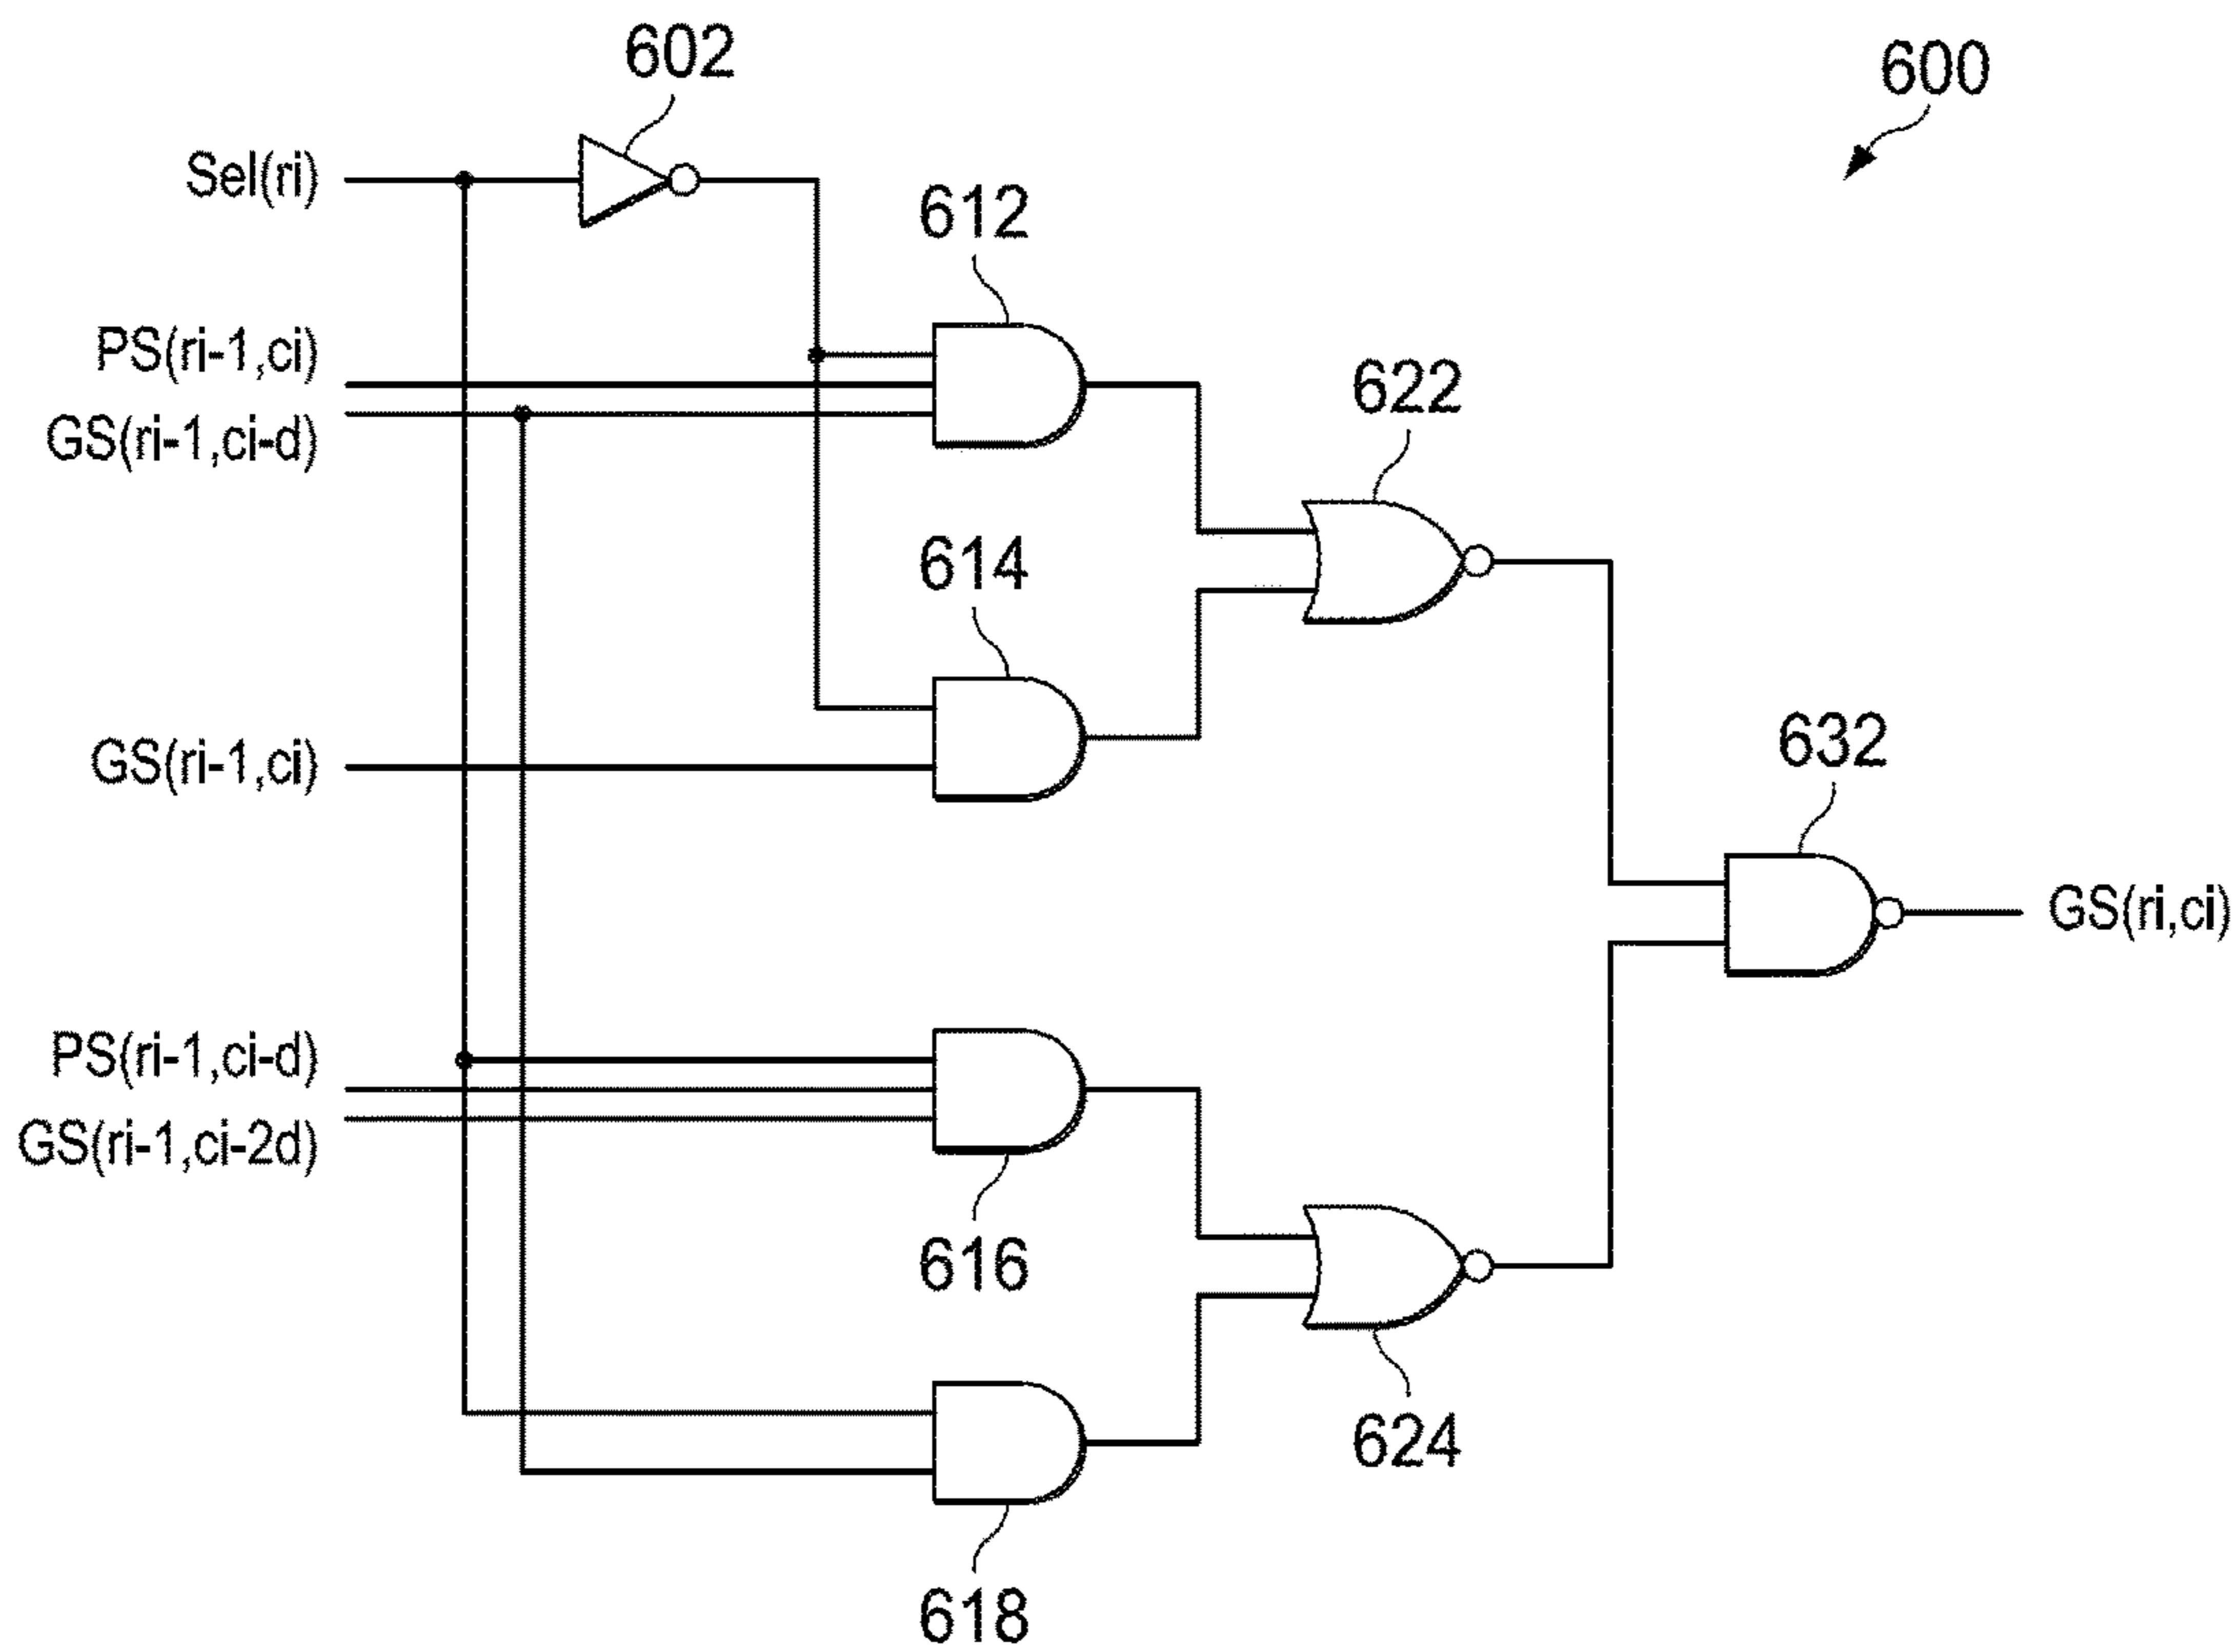 602
600
Sel(ri)
612
PS(ri-1,ci)
GS(ri-1,ci-d)
622
614
GS(ri-1,ci)
632
GS(ri,ci)
PS(ri-1,ci-d)
GS(ri-1,ci-2d)
616
624
618